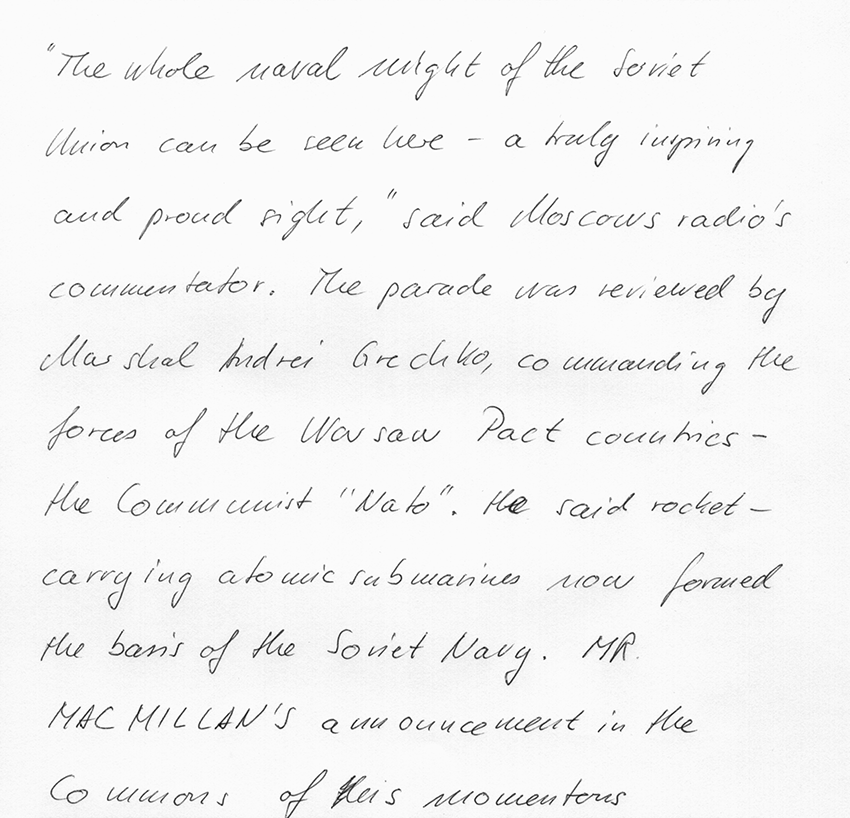 "The whole naval might of the Soviet
Union can be seen here - a truly inspiring
and proud sight," said Moscows radio's
commentator. The parade was reviewed by
Marshal Andrei Grechko, commanding the
forces of the Warsaw Pact countries -
the Communist "Nato". He said rocket-
carrying atomic submarines now formed
the basis of the Soviet Navy. MR.
MACMILLAN'S announcement in the
Commons of this momentons